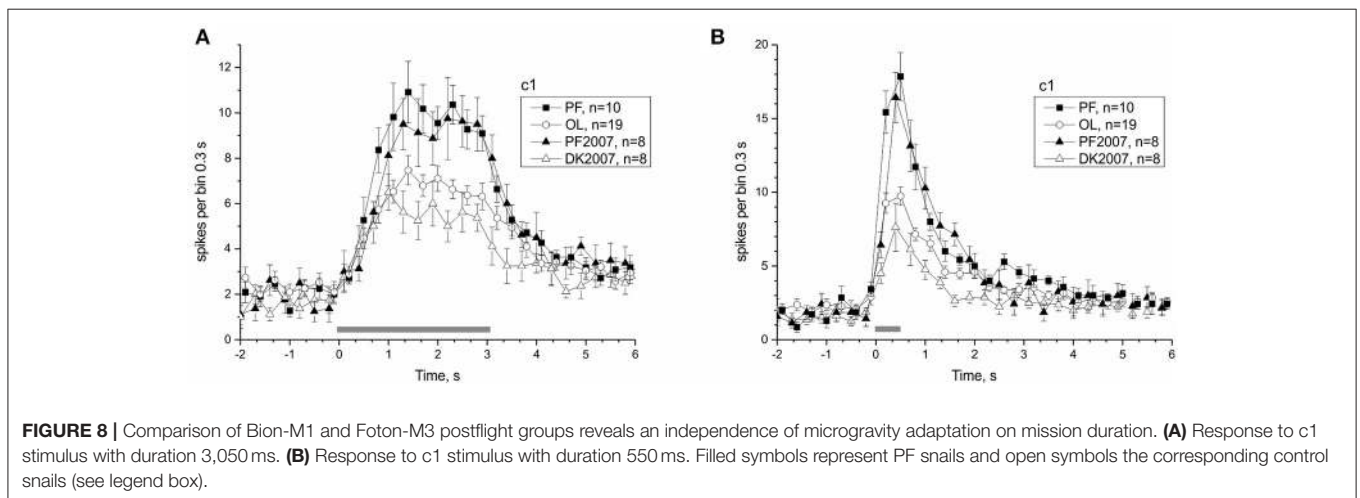 A
c1
PF, n=10
OL, n=19
PF2007, n=8
DK2007, n=8
spikes per bin 0.3 s
12
10
8
6
4
2
0
-2 -1 0 1 2 3 4 5 6
Time, s
B
c1
PF, n=10
OL, n=19
PF2007, n=8
DK2007, n=8
spikes per bin 0.3 s
20
15
10
5
0
-2 -1 0 1 2 3 4 5 6
Time, s
FIGURE 8 | Comparison of Bion-M1 and Foton-M3 postflight groups reveals an independence of microgravity adaptation on mission duration. (A) Response to c1
stimulus with duration 3,050 ms. (B) Response to c1 stimulus with duration 550 ms. Filled symbols represent PF snails and open symbols the corresponding control
snails (see legend box).